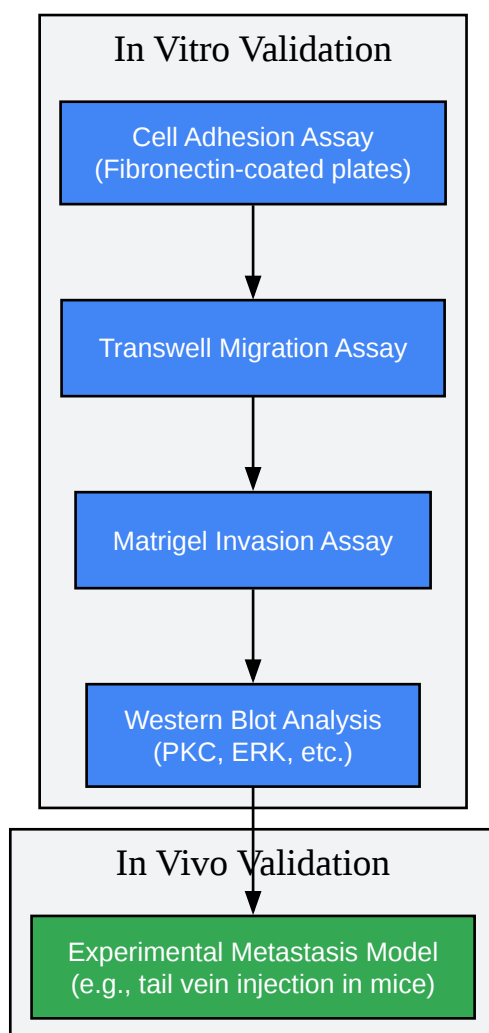 In Vitro Validation
Cell Adhesion Assay
(Fibronectin-coated plates)
Transwell Migration Assay
Matrigel Invasion Assay
Western Blot Analysis
(PKC, ERK, etc.)
In Vivo Validation
Experimental Metastasis Model
(e.g., tail vein injection in mice)